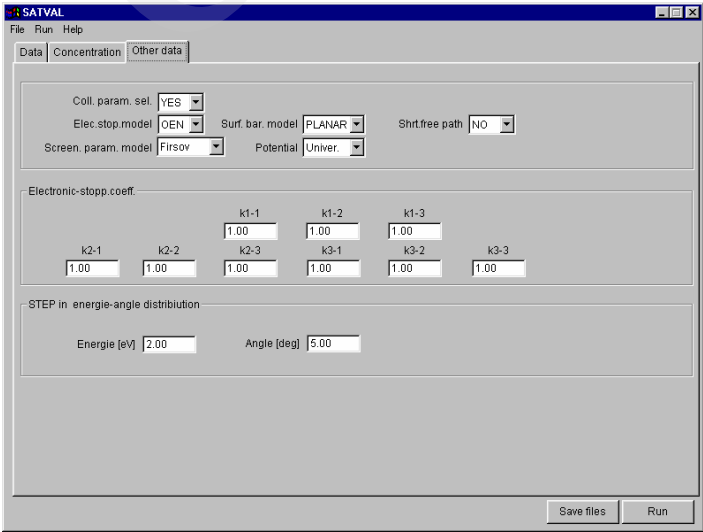 SATVAL
File Run Help
Data Concentration Other data
Coll. param. sel. YES
Elec.stop.model OEN Surf. bar. model PLANAR Shrt.free path NO
Screen. param. model Firsov Potential Univer.
Electronic-stopp.coeff.
k1-1 k1-2 k1-3
1.00 1.00 1.00
k2-1 k2-2 k2-3 k3-1 k3-2 k3-3
1.00 1.00 1.00 1.00 1.00 1.00
STEP in energie-angle distribiution
Energie [eV] 2.00 Angle [deg] 5.00
Save files Run